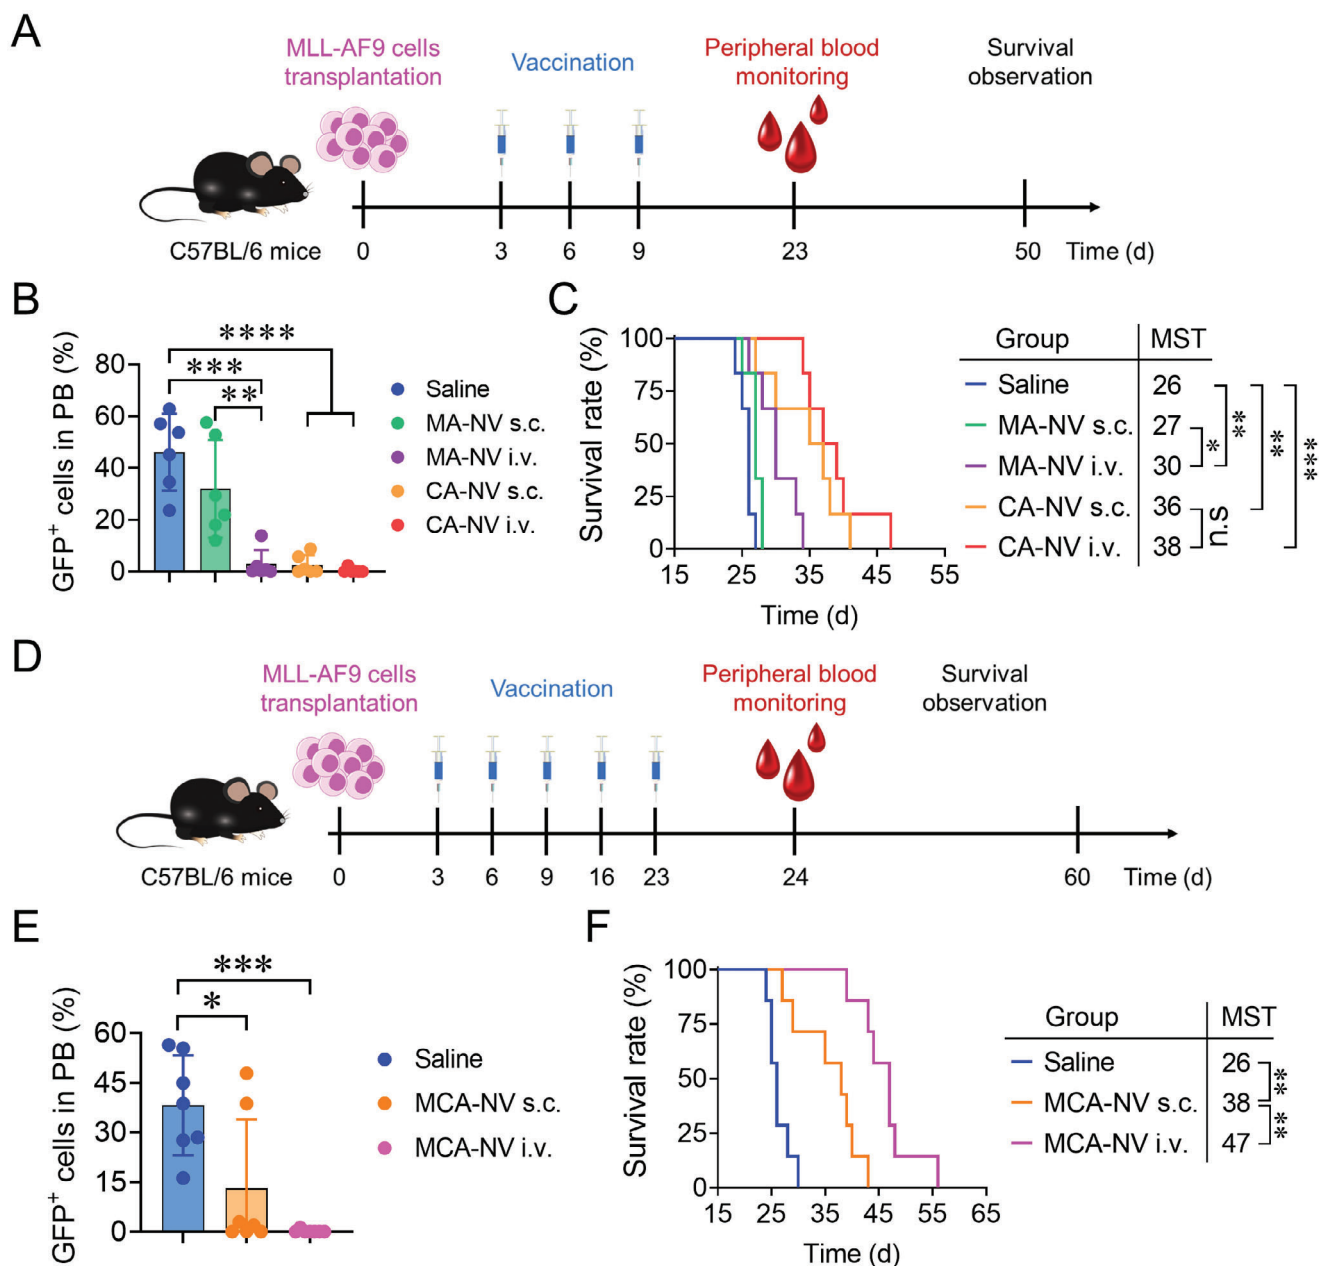 A
MLL-AF9 cells
transplantation
Vaccination
Peripheral blood
monitoring
Survival
observation
C57BL/6 mice
0
3
6
9
23
50
Time (d)
B
GFP+ cells in PB (%)
80
60
40
20
0
****
***
**
Saline
MA-NV s.c.
MA-NV i.v.
CA-NV s.c.
CA-NV i.v.
C
Survival rate (%)
100
75
50
25
0
15 25 35 45 55
Time (d)
Group MST
Saline 26
MA-NV s.c. 27
MA-NV i.v. 30
CA-NV s.c. 36
CA-NV i.v. 38
*
**
**
***
n.s
D
MLL-AF9 cells
transplantation
Vaccination
Peripheral blood
monitoring
Survival
observation
C57BL/6 mice
0
3
6
9
16
23
24
60
Time (d)
E
GFP+ cells in PB (%)
60
45
30
15
0
***
*
Saline
MCA-NV s.c.
MCA-NV i.v.
F
Survival rate (%)
100
75
50
25
0
15 25 35 45 55 65
Time (d)
Group MST
Saline 26
MCA-NV s.c. 38
MCA-NV i.v. 47
**
**